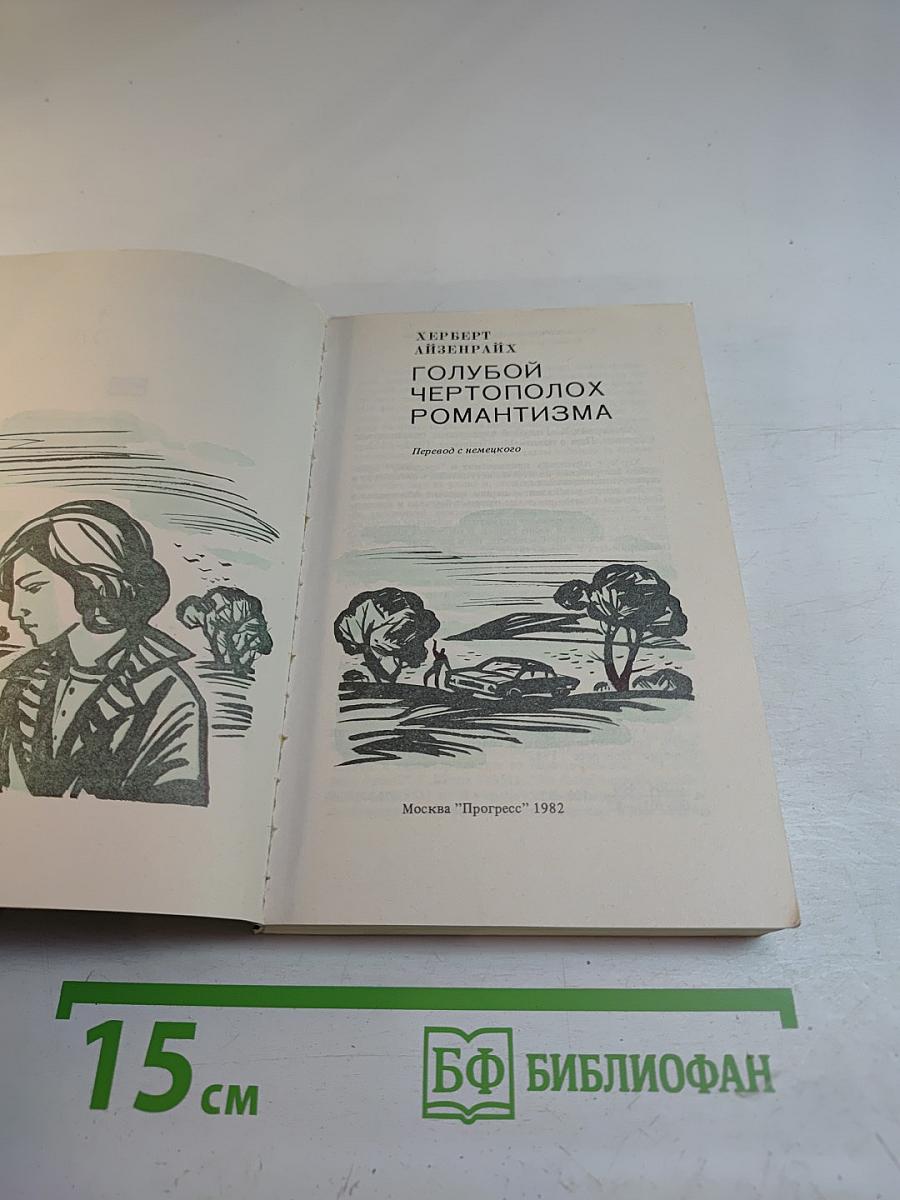 ХЕРБЕРТ
АЙЗЕНРАЙХ
ГОЛУБОЙ
ЧЕРТОПОЛОХ
РОМАНТИЗМА
Перевод с немецкого
Москва "Прогресс" 1982
15 см
БФ БИБЛИОФАН